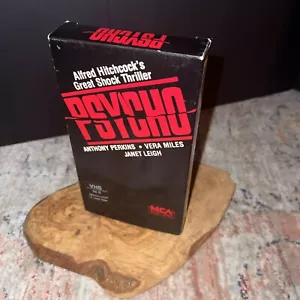 PSYCHO
Alfred Hitchcock's
Great Shock Thriller
PSYCHO
ANTHONY PERKINS • VERA MILES
JANET LEIGH
VHS
MCA